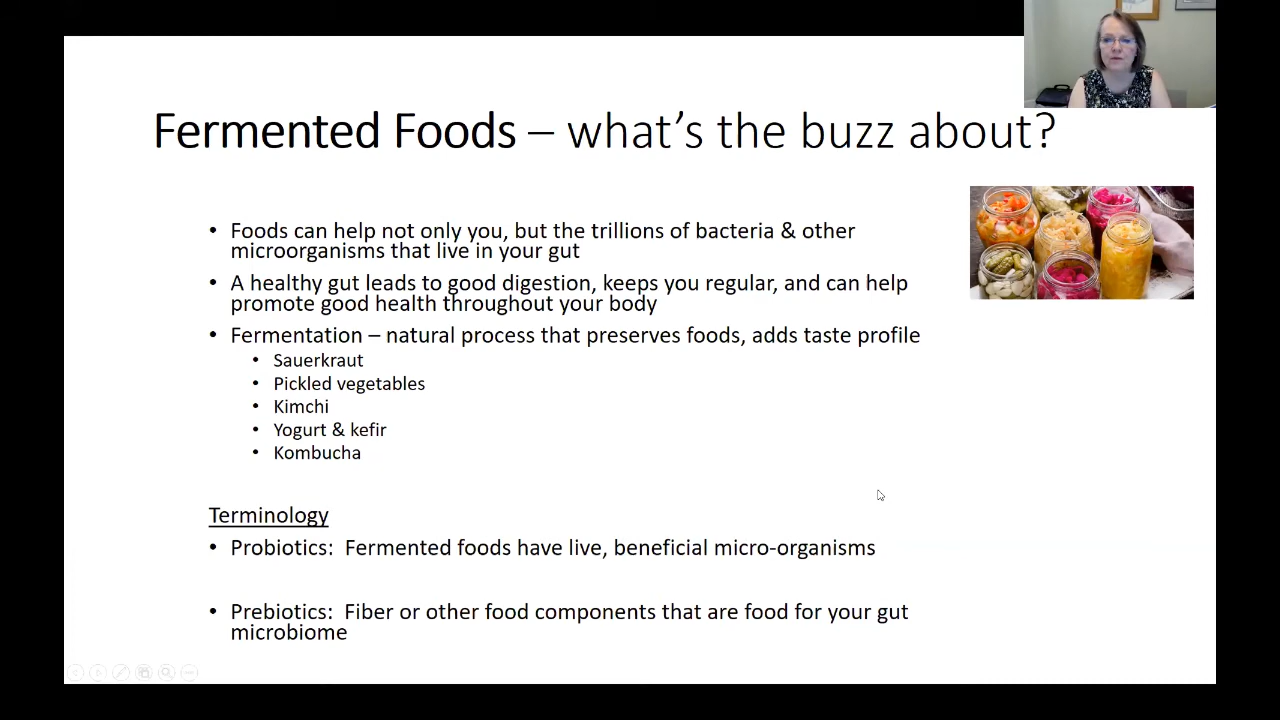 Fermented Foods – what's the buzz about?
• Foods can help not only you, but the trillions of bacteria & other
microorganisms that live in your gut
• A healthy gut leads to good digestion, keeps you regular, and can help
promote good health throughout your body
• Fermentation – natural process that preserves foods, adds taste profile
• Sauerkraut
• Pickled vegetables
• Kimchi
• Yogurt & kefir
• Kombucha
Terminology
• Probiotics:  Fermented foods have live, beneficial micro-organisms
• Prebiotics:  Fiber or other food components that are food for your gut
microbiome